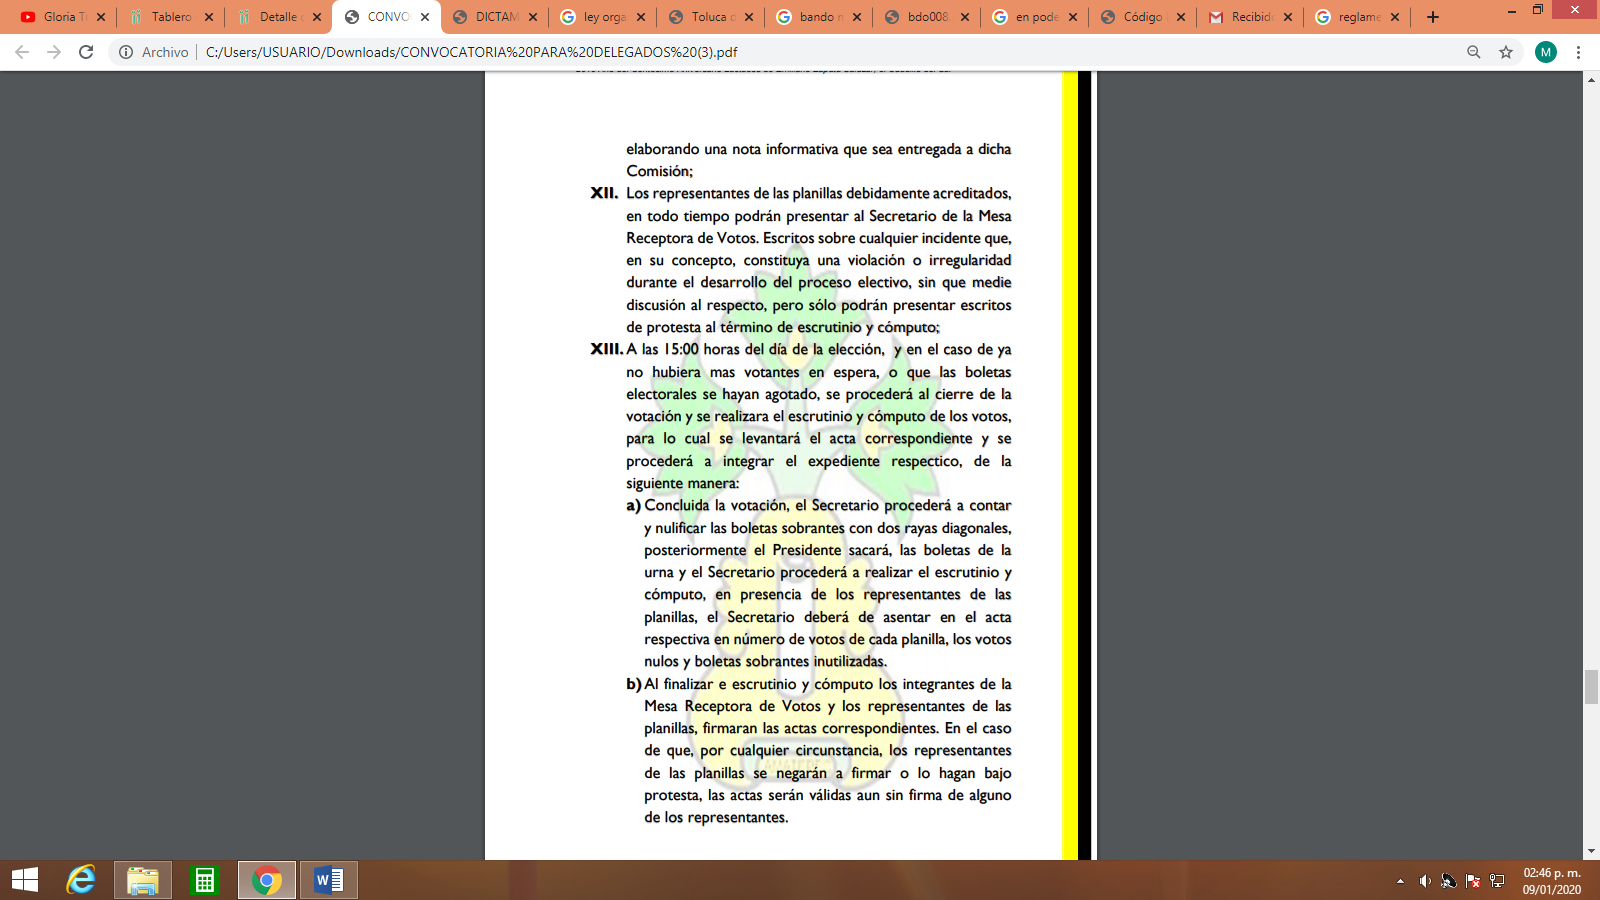 Gloria T
Tablero
Detalle
CONVO
DICTAM
ley orga
Toluca
bando
bdo008.
en pode
Código
Recibid
reglame
Archivo
C:/Users/USUARIO/Downloads/CONVOCATORIA%20PARA%20DELEGADOS%20(3).pdf
M
elaborando una nota informativa que sea entregada a dicha
Comisión;
XII. Los representantes de las planillas debidamente acreditados,
en todo tiempo podrán presentar al Secretario de la Mesa
Receptora de Votos. Escritos sobre cualquier incidente que,
en su concepto, constituya una violación o irregularidad
durante el desarrollo del proceso electivo, sin que medie
discusión al respecto, pero sólo podrán presentar escritos
de protesta al término de escrutinio y cómputo;
XIII. A las 15:00 horas del día de la elección, y en el caso de ya
no hubiera mas votantes en espera, o que las boletas
electorales se hayan agotado, se procederá al cierre de la
votación y se realizara el escrutinio y cómputo de los votos,
para lo cual se levantará el acta correspondiente y se
procederá a integrar el expediente respectico, de la
siguiente manera:
a) Concluida la votación, el Secretario procederá a contar
y nulificar las boletas sobrantes con dos rayas diagonales,
posteriormente el Presidente sacará, las boletas de la
urna y el Secretario procederá a realizar el escrutinio y
cómputo, en presencia de los representantes de las
planillas, el Secretario deberá de asentar en el acta
respectiva en número de votos de cada planilla, los votos
nulos y boletas sobrantes inutilizadas.
b) Al finalizar e escrutinio y cómputo los integrantes de la
Mesa Receptora de Votos y los representantes de las
planillas, firmaran las actas correspondientes. En el caso
de que, por cualquier circunstancia, los representantes
de las planillas se negarán a firmar o lo hagan bajo
protesta, las actas serán válidas aun sin firma de alguno
de los representantes.
02:46 p. m.
09/01/2020